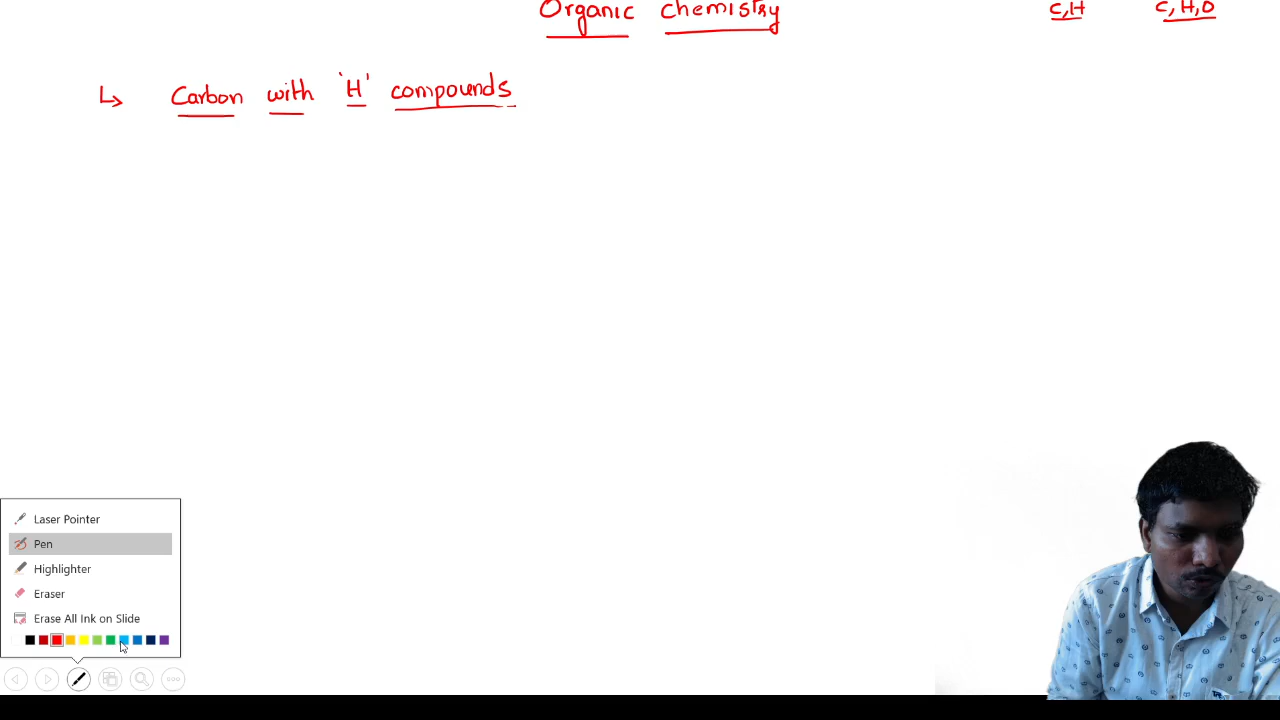 Organic chemistry C,H C,H,O
↳ Carbon with 'H' compounds
Laser Pointer
Pen
Highlighter
Eraser
Erase All Ink on Slide